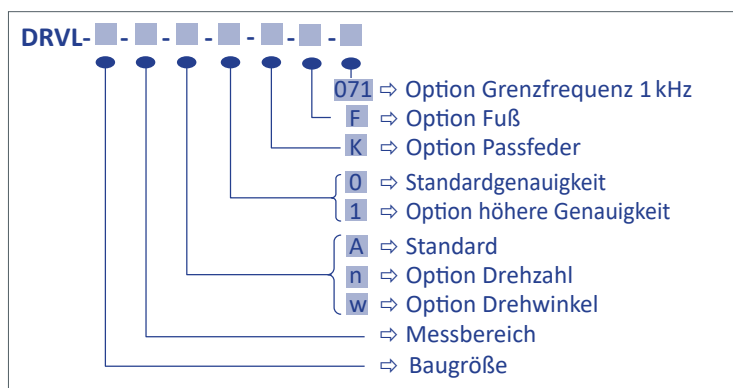 DRVL- - - - - - -
071 ⇨ Option Grenzfrequenz 1 kHz
F ⇨ Option Fuß
K ⇨ Option Passfeder
0 ⇨ Standardgenauigkeit
1 ⇨ Option höhere Genauigkeit
A ⇨ Standard
n ⇨ Option Drehzahl
w ⇨ Option Drehwinkel
⇨ Messbereich
⇨ Baugröße